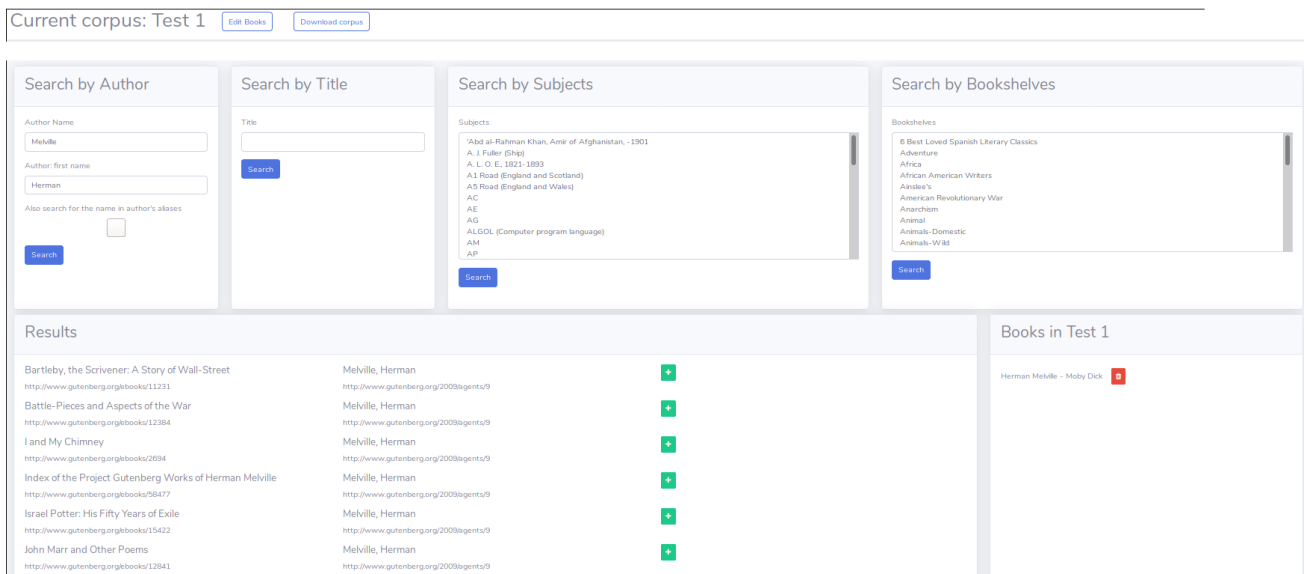 Current corpus: Test 1 Edit Books Download corpus
Search by Author
Author Name
Melville
Author: first name
Herman
Also search for the name in author's aliases
Search
Search by Title
Title
Search
Search by Subjects
Subjects
'Abd al-Rahman Khan, Amir of Afghanistan, -1901
A. J. Fuller (Ship)
A. L. O. E., 1821-1893
A1 Road (England and Scotland)
A5 Road (England and Wales)
AC
AE
AG
ALGOL (Computer program language)
AM
AP
Search
Search by Bookshelves
Bookshelves
6 Best Loved Spanish Literary Classics
Adventure
Africa
African American Writers
Ainslee's
American Revolutionary War
Anarchism
Animal
Animals-Domestic
Animals-Wild
Search
Results
Bartleby, the Scrivener: A Story of Wall-Street Melville, Herman +
http://www.gutenberg.org/ebooks/11231 http://www.gutenberg.org/2009/agents/9
Battle-Pieces and Aspects of the War Melville, Herman +
http://www.gutenberg.org/ebooks/12384 http://www.gutenberg.org/2009/agents/9
I and My Chimney Melville, Herman +
http://www.gutenberg.org/ebooks/2694 http://www.gutenberg.org/2009/agents/9
Index of the Project Gutenberg Works of Herman Melville Melville, Herman +
http://www.gutenberg.org/ebooks/58477 http://www.gutenberg.org/2009/agents/9
Israel Potter: His Fifty Years of Exile Melville, Herman +
http://www.gutenberg.org/ebooks/15422 http://www.gutenberg.org/2009/agents/9
John Marr and Other Poems Melville, Herman +
http://www.gutenberg.org/ebooks/12841 http://www.gutenberg.org/2009/agents/9
Books in Test 1
Herman Melville - Moby Dick